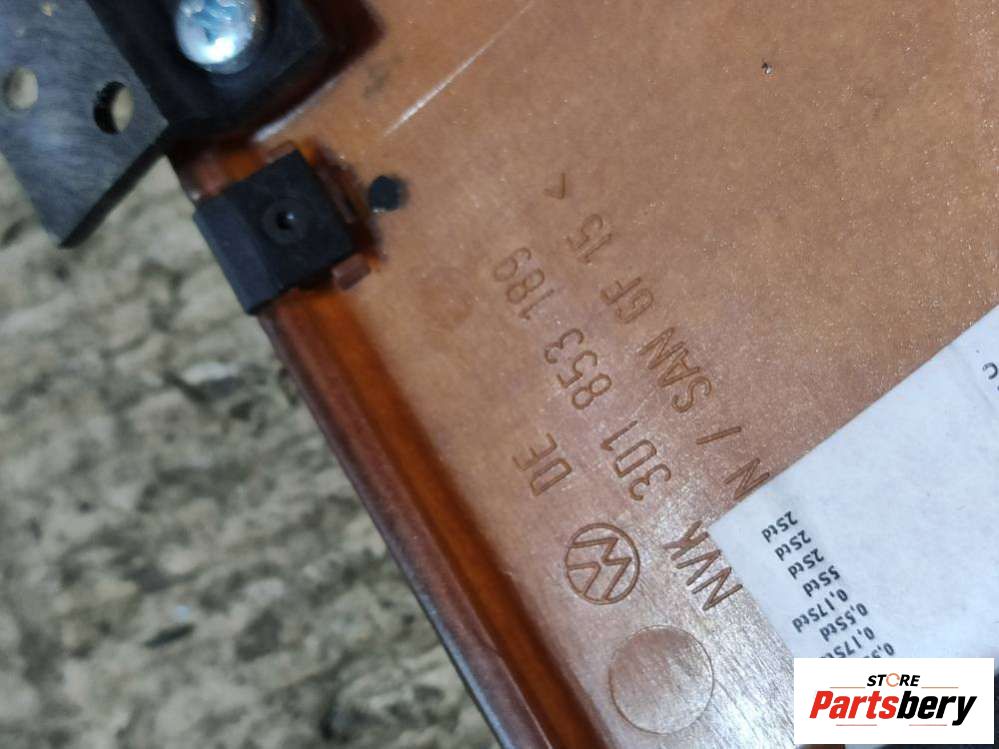 DE
NVK 3D1 853 189
N / SAN GF 15 <
2Std
2Std
2Std
5Std
0,17Std
0,5Std
0,17Std
STORE
Partsbery